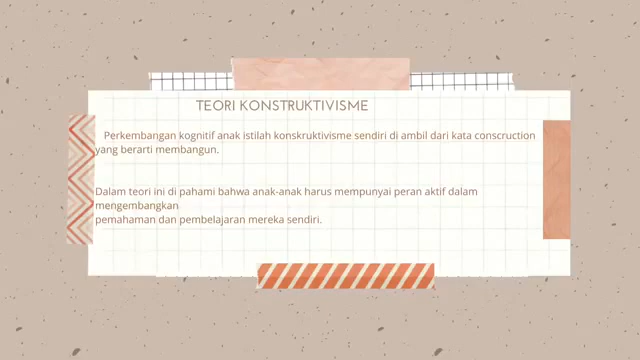 TEORI KONSTRUKTIVISME
Perkembangan kognitif anak istilah konskruktivisme sendiri di ambil dari kata conscruction
yang berarti membangun.
Dalam teori ini di pahami bahwa anak-anak harus mempunyai peran aktif dalam
mengembangkan
pemahaman dan pembelajaran mereka sendiri.